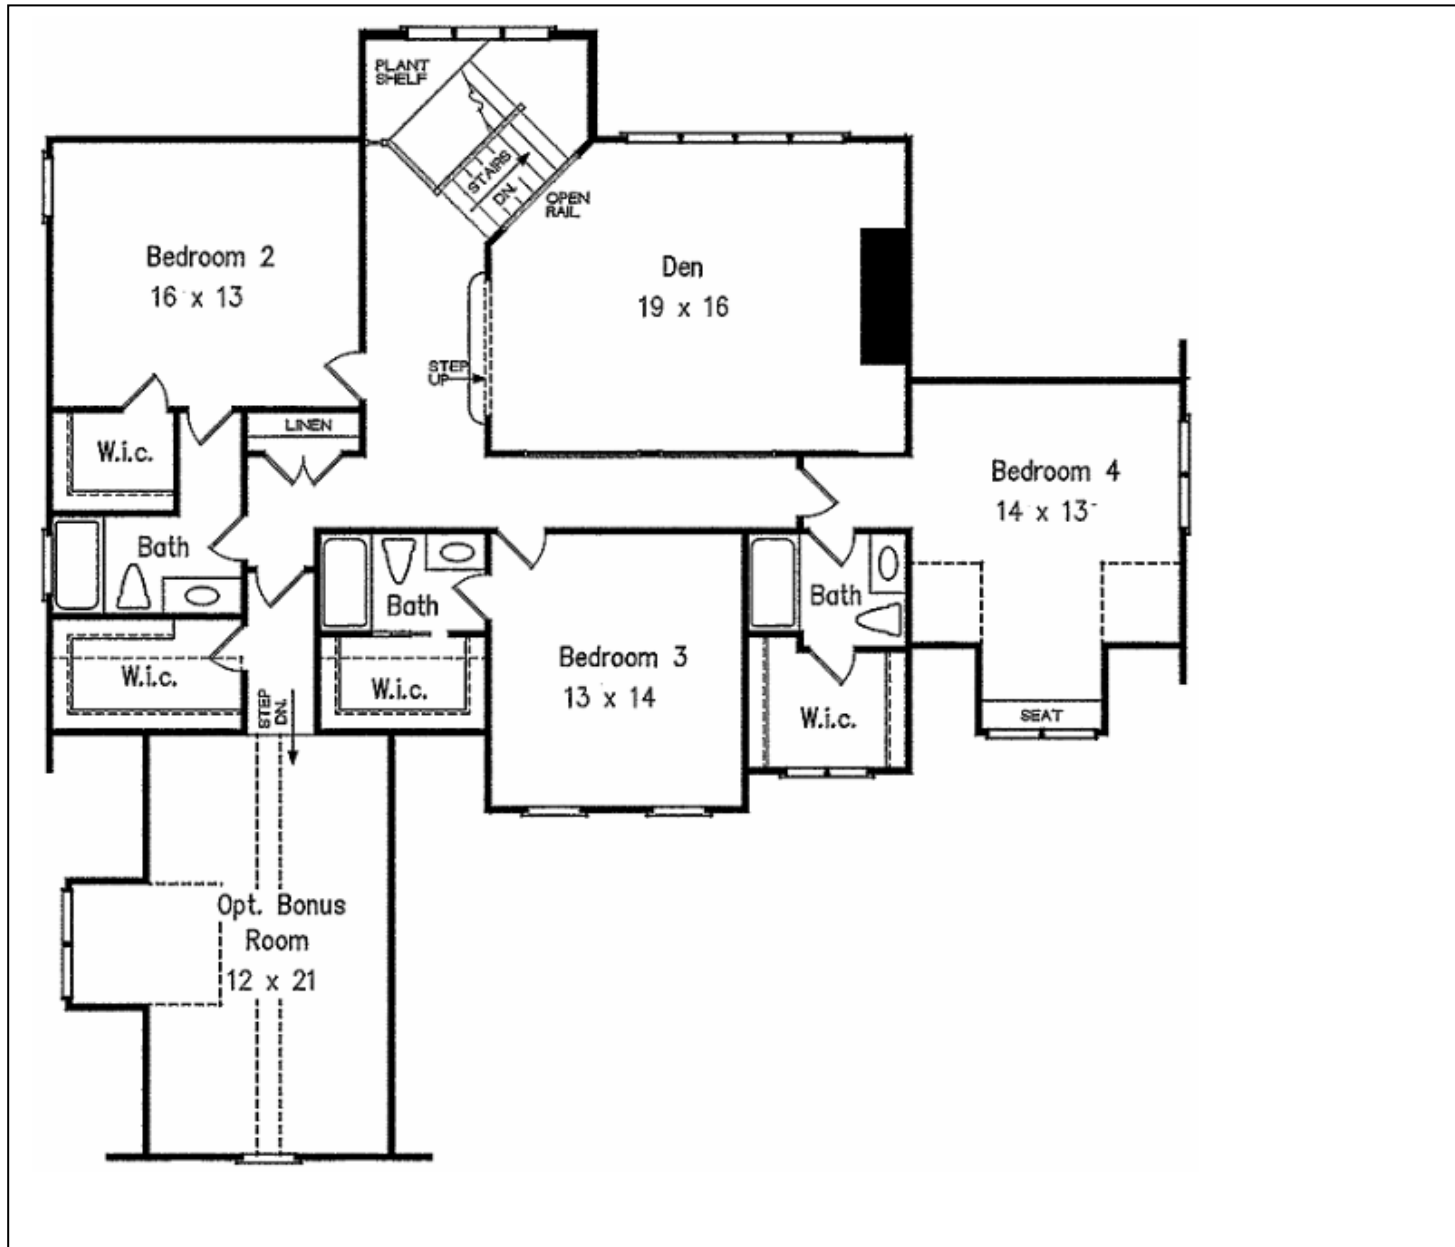 PLANT
SHELF
STAIRS
DN.
OPEN
RAIL
Bedroom 2
16 x 13
Den
19 x 16
STEP
UP
LINEN
W.i.c.
Bedroom 4
14 x 13
Bath
Bath
Bath
W.i.c.
STEP
DN.
W.i.c.
Bedroom 3
13 x 14
W.i.c.
SEAT
Opt. Bonus
Room
12 x 21